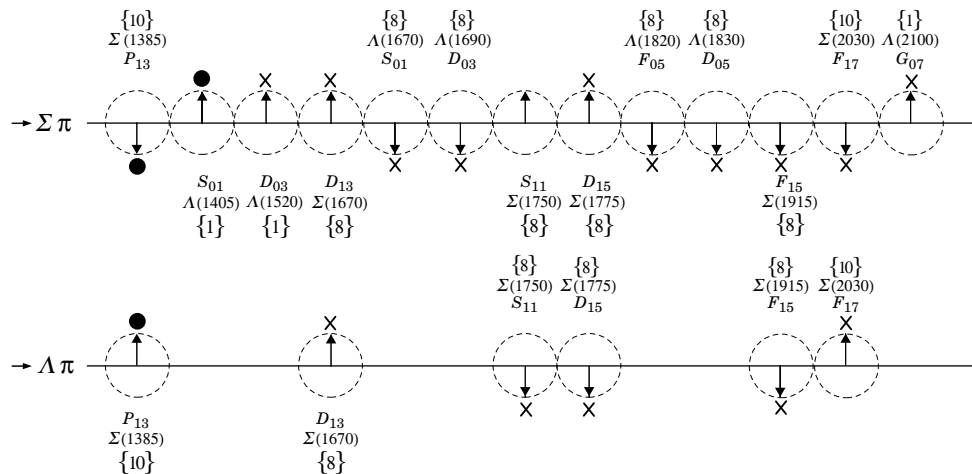 {10} {8} {8} {8} {8} {10} {1}
Σ(1385) Λ(1670) Λ(1690) Λ(1820) Λ(1830) Σ(2030) Λ(2100)
P₁₃ S₀₁ D₀₃ F₀₅ D₀₅ F₁₇ G₀₇
→ Σ π
S₀₁ D₀₃ D₁₃ S₁₁ D₁₅ F₁₅
Λ(1405) Λ(1520) Σ(1670) Σ(1750) Σ(1775) Σ(1915)
{1} {1} {8} {8} {8} {8}
{8} {8} {8} {10}
Σ(1750) Σ(1775) Σ(1915) Σ(2030)
S₁₁ D₁₅ F₁₅ F₁₇
→ Λ π
P₁₃ D₁₃
Σ(1385) Σ(1670)
{10} {8}